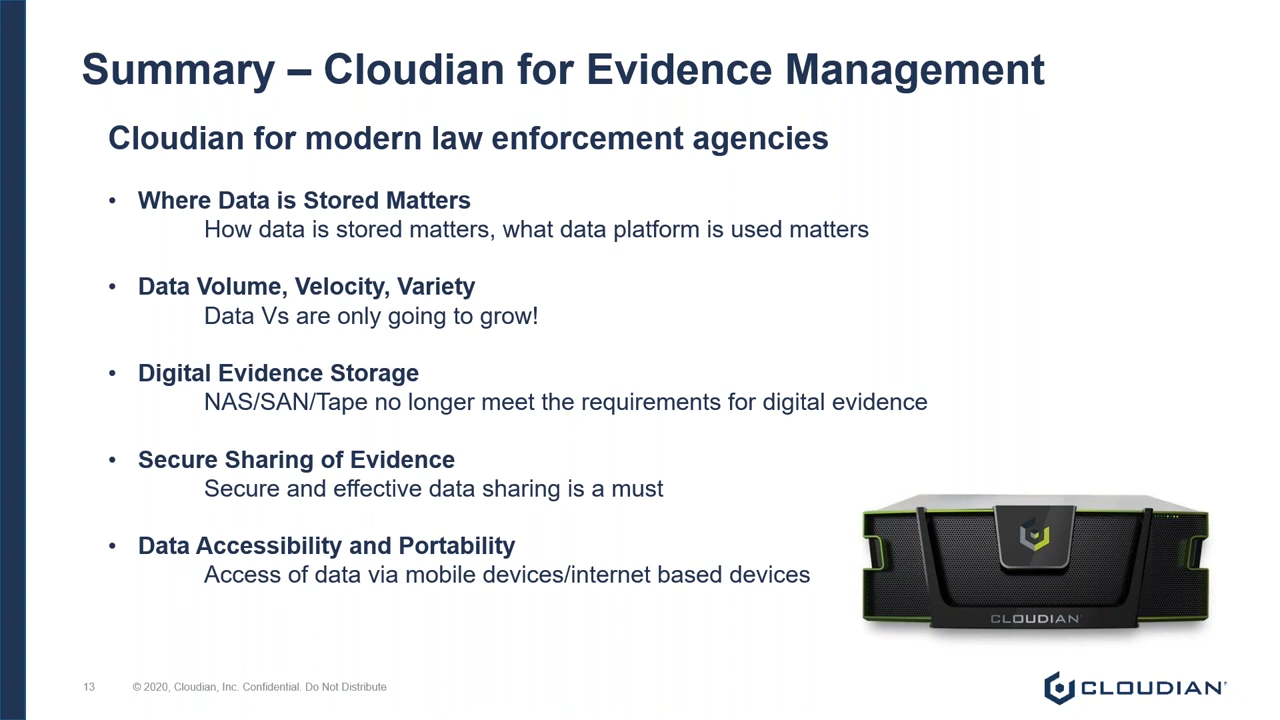 Summary – Cloudian for Evidence Management
Cloudian for modern law enforcement agencies
• Where Data is Stored Matters
How data is stored matters, what data platform is used matters
• Data Volume, Velocity, Variety
Data Vs are only going to grow!
• Digital Evidence Storage
NAS/SAN/Tape no longer meet the requirements for digital evidence
• Secure Sharing of Evidence
Secure and effective data sharing is a must
• Data Accessibility and Portability
Access of data via mobile devices/internet based devices
CLOUDIAN
13 © 2020, Cloudian, Inc. Confidential. Do Not Distribute
CLOUDIAN